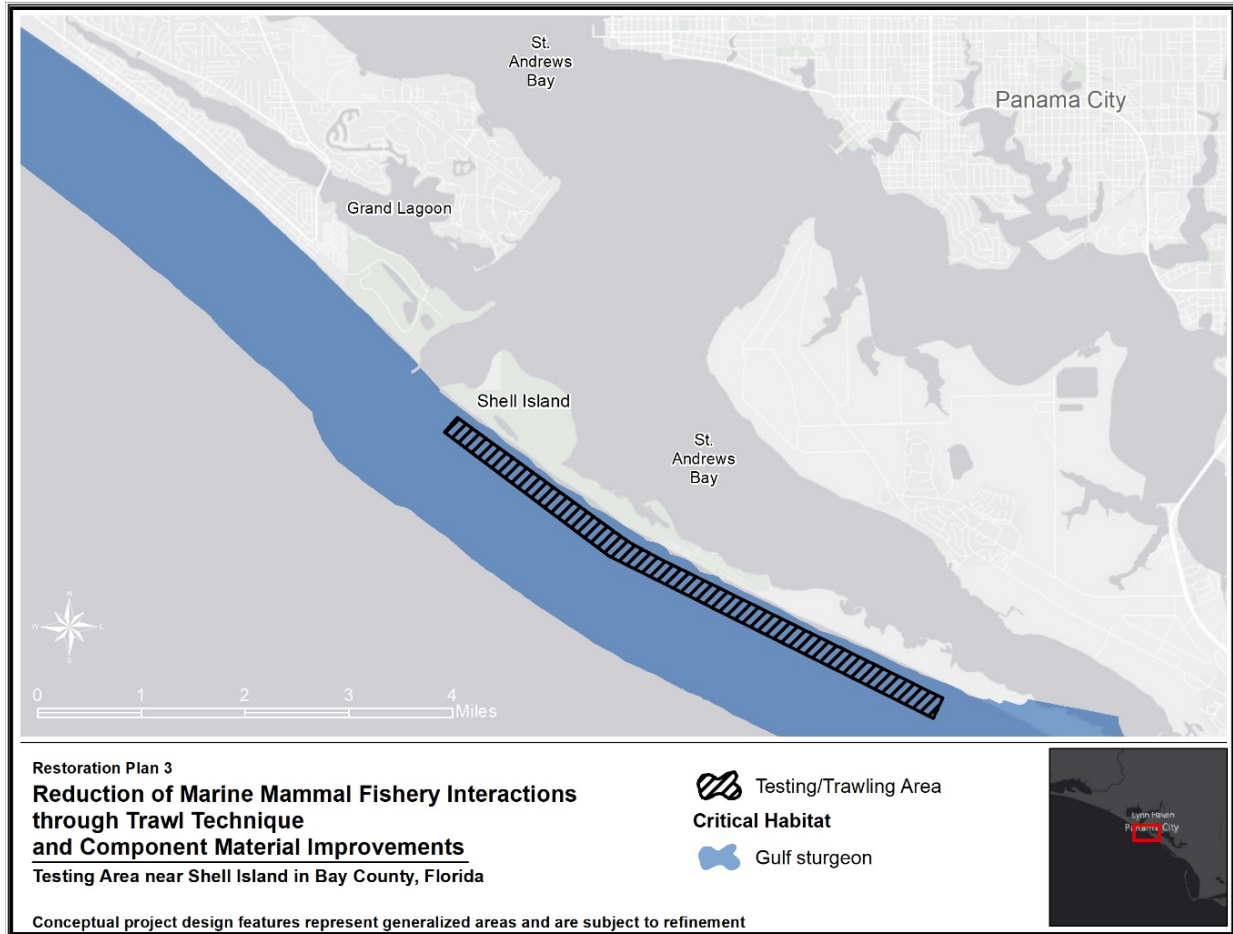 St.
Andrews
Bay
Panama City
Grand Lagoon
Shell Island
St.
Andrews
Bay
N
W
E
S
0 1 2 3 4
Miles
Restoration Plan 3
Reduction of Marine Mammal Fishery Interactions
through Trawl Technique
and Component Material Improvements
Testing Area near Shell Island in Bay County, Florida
Conceptual project design features represent generalized areas and are subject to refinement
Testing/Trawling Area
Critical Habitat
Gulf sturgeon
Lynn Haven
Panama City